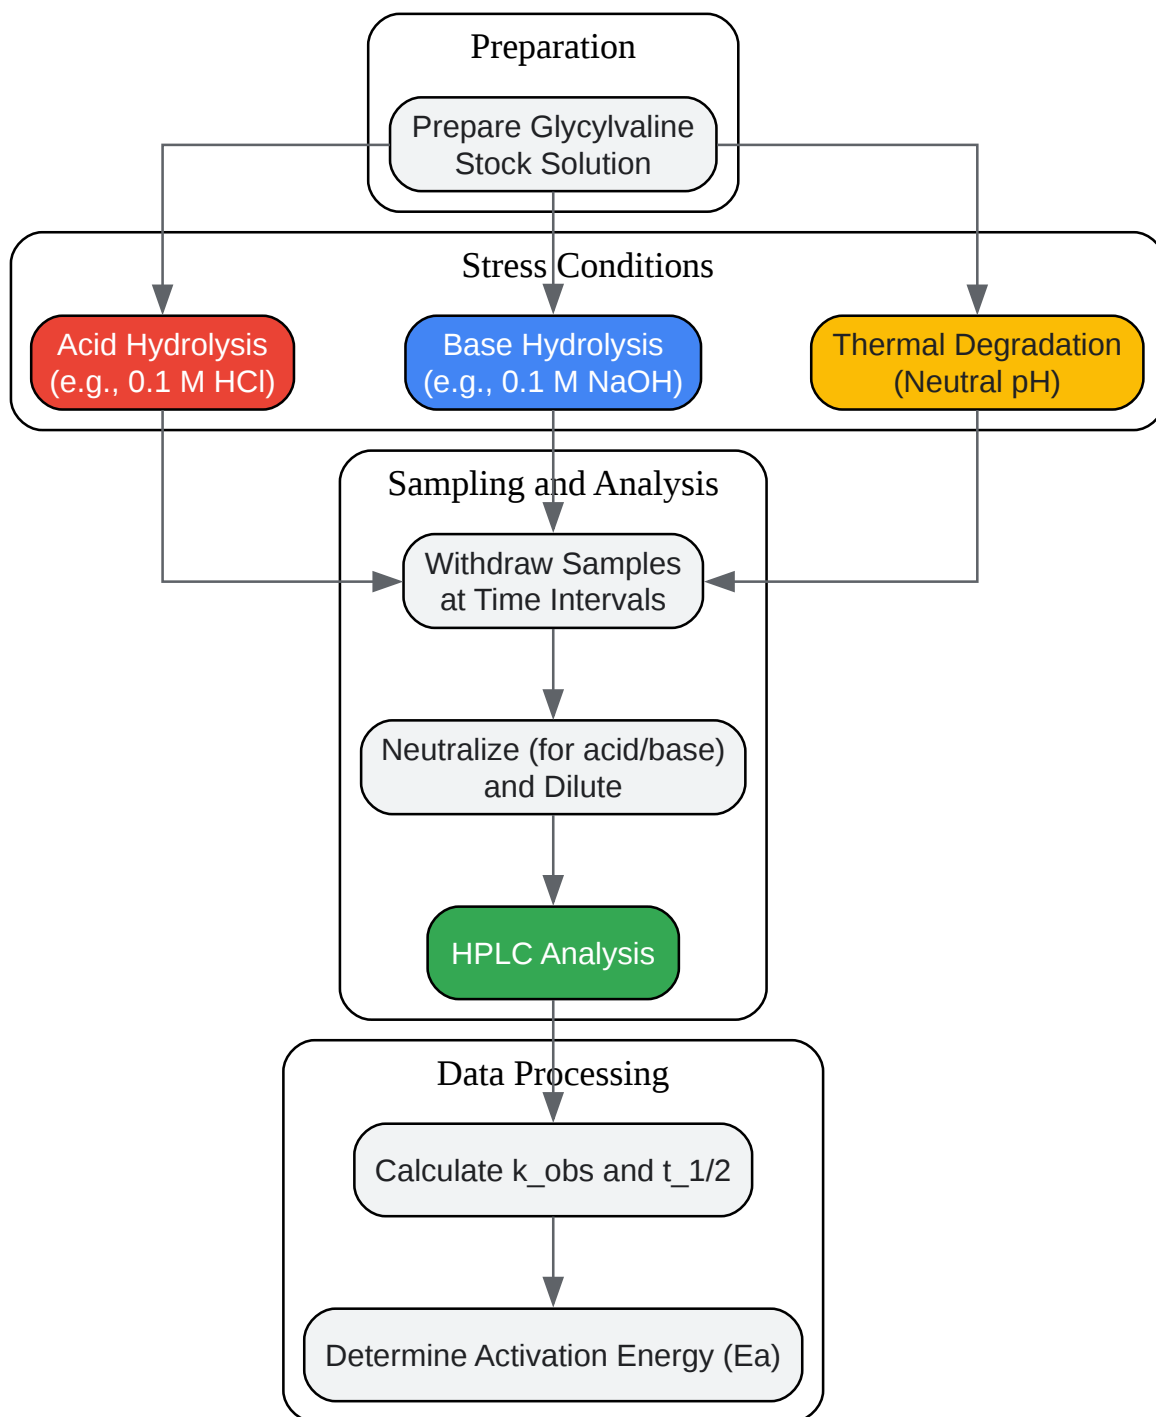 Preparation
Prepare Glycylvaline
Stock Solution
Stress Conditions
Acid Hydrolysis
(e.g., 0.1 M HCl)
Base Hydrolysis
(e.g., 0.1 M NaOH)
Thermal Degradation
(Neutral pH)
Sampling and Analysis
Withdraw Samples
at Time Intervals
Neutralize (for acid/base)
and Dilute
HPLC Analysis
Data Processing
Calculate k_obs and t_1/2
Determine Activation Energy (Ea)